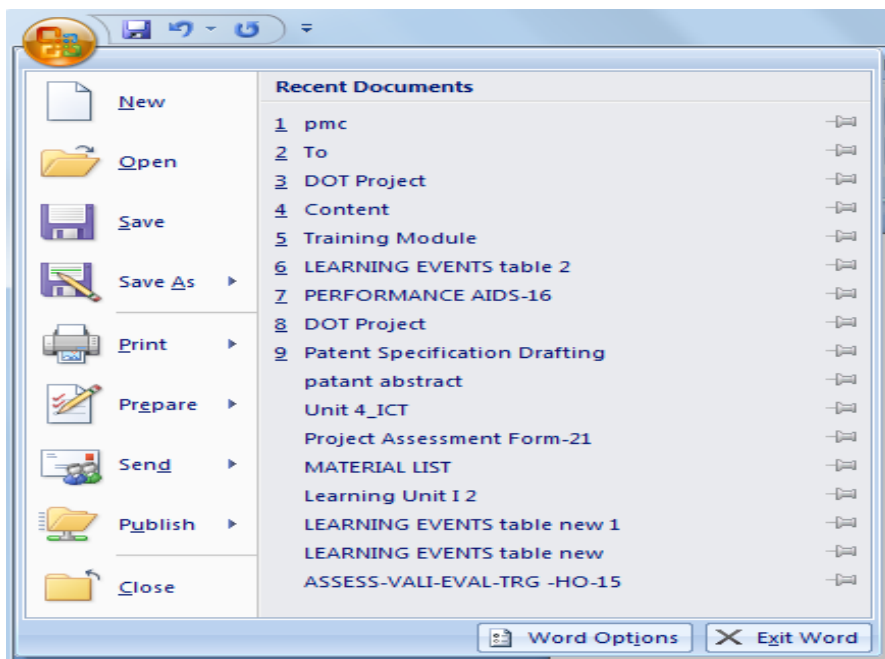 New
Open
Save
Save As
Print
Prepare
Send
Publish
Close
Recent Documents
1 pmc
2 To
3 DOT Project
4 Content
5 Training Module
6 LEARNING EVENTS table 2
7 PERFORMANCE AIDS-16
8 DOT Project
9 Patent Specification Drafting
patant abstract
Unit 4_ICT
Project Assessment Form-21
MATERIAL LIST
Learning Unit I 2
LEARNING EVENTS table new 1
LEARNING EVENTS table new
ASSESS-VALI-EVAL-TRG -HO-15
Word Options
Exit Word